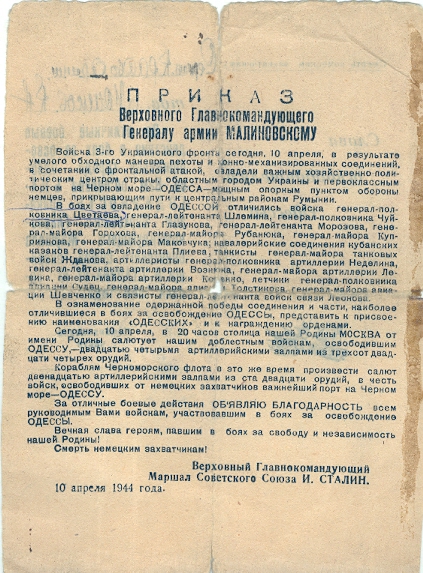 ПРИКАЗ
Верховного Главнокомандующего
Генералу армии МАЛИНОВСКОМУ
Войска 3-го Украинского фронта сегодня, 10 апреля, в результате
умелого обходного маневра пехоты и конно-механизированных соединений,
в сочетании с фронтальной атакой, овладели важным хозяйственно-поли-
тическим центром страны, областным городом Украины и первоклассным
портом на Черном море—ОДЕССА—мощным опорным пунктом обороны
немцев, прикрывающим пути к центральным районам Румынии.
В боях за овладение ОДЕССОЙ отличились войска генерал-пол-
ковника Цветаева, генерал-лейтенанта Шлемина, генерал-полковника Чуй-
кова, генерал-лейтенанта Глазунова, генерал-лейтенанта Морозова, гене-
рал-майора Горохова, генерал-майора Рубанюка, генерал-майора Куп-
риянова, генерал-майора Маковчук; кавалерийские соединения кубанских
казаков генерал-лейтенанта Плиева; танкисты генерал-майора танковых
войск Жданова, артиллеристы генерал-полковника артиллерии Неделина,
генерал-лейтенанта артиллерии Вознюка, генерал-майора артиллерии Ле-
вина, генерал-майора артиллерии Косенко, летчики генерал-полковника
авиации Судец, генерал-майора авиации Толстикова, генерал-майора авиа-
ции Шевченко и связисты генерал-лейтенанта войск связи Леонова.
В ознаменование одержанной победы соединения и части, наиболее
отличившиеся в боях за освобождение ОДЕССЫ, представить к присвое-
нию наименования «ОДЕССКИХ» и к награждению орденами.
Сегодня, 10 апреля, в 20 часов столица нашей Родины МОСКВА от
имени Родины салютует нашим доблестным войскам, освободившим
ОДЕССУ,—двадцатью четырьмя артиллерийскими залпами из трехсот двад-
цати четырех орудий.
Кораблям Черноморского флота в это же время произвести салют
двенадцатью артиллерийскими залпами из ста двадцати орудий, в честь
войск, освободивших от немецких захватчиков важнейший порт на Черном
море—ОДЕССУ.
За отличные боевые действия ОБ'ЯВЛЯЮ БЛАГОДАРНОСТЬ всем
руководимым Вами войскам, участвовавшим в боях за освобождение
ОДЕССЫ.
Вечная слава героям, павшим в боях за свободу и независимость
нашей Родины!
Смерть немецким захватчикам!
Верховный Главнокомандующий
Маршал Советского Союза И. СТАЛИН.
10 апреля 1944 года.